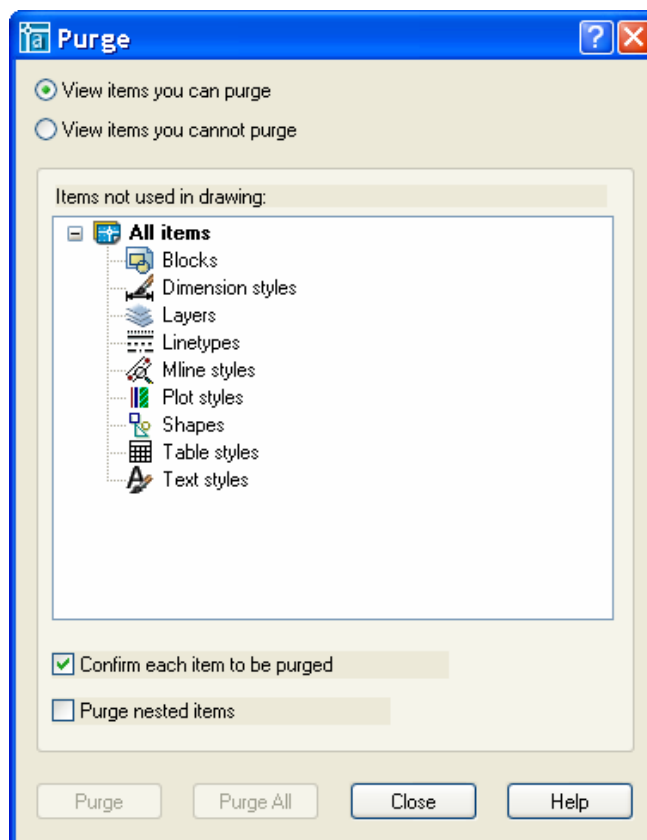 Purge
View items you can purge
View items you cannot purge
Items not used in drawing:
All items
Blocks
Dimension styles
Layers
Linetypes
Mline styles
Plot styles
Shapes
Table styles
Text styles
Confirm each item to be purged
Purge nested items
Purge
Purge All
Close
Help